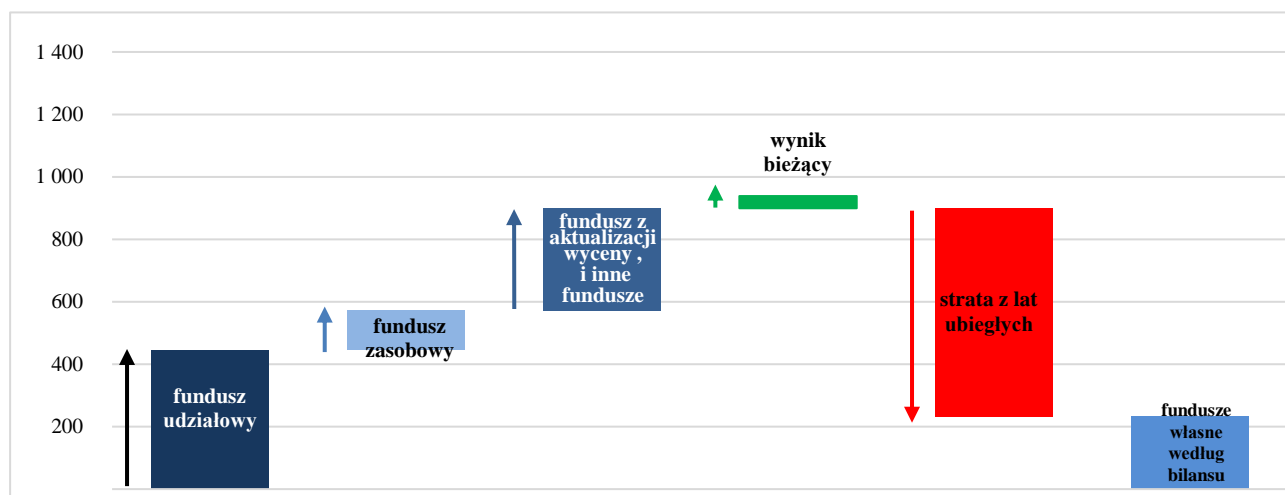 1 400
1 200
1 000
800
600
400
200
fundusz
udziałowy
fundusz
zasobowy
fundusz z
aktualizacji
wyceny ,
i inne
fundusze
wynik
bieżący
strata z lat
ubiegłych
fundusze
własne
według
bilansu